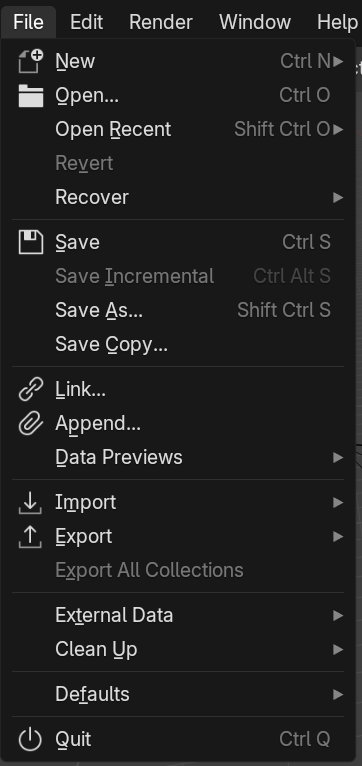 File Edit Render Window Help
New Ctrl N
Open... Ctrl O
Open Recent Shift Ctrl O
Revert
Recover
Save Ctrl S
Save Incremental Ctrl Alt S
Save As... Shift Ctrl S
Save Copy...
Link...
Append...
Data Previews
Import
Export
Export All Collections
External Data
Clean Up
Defaults
Quit Ctrl Q